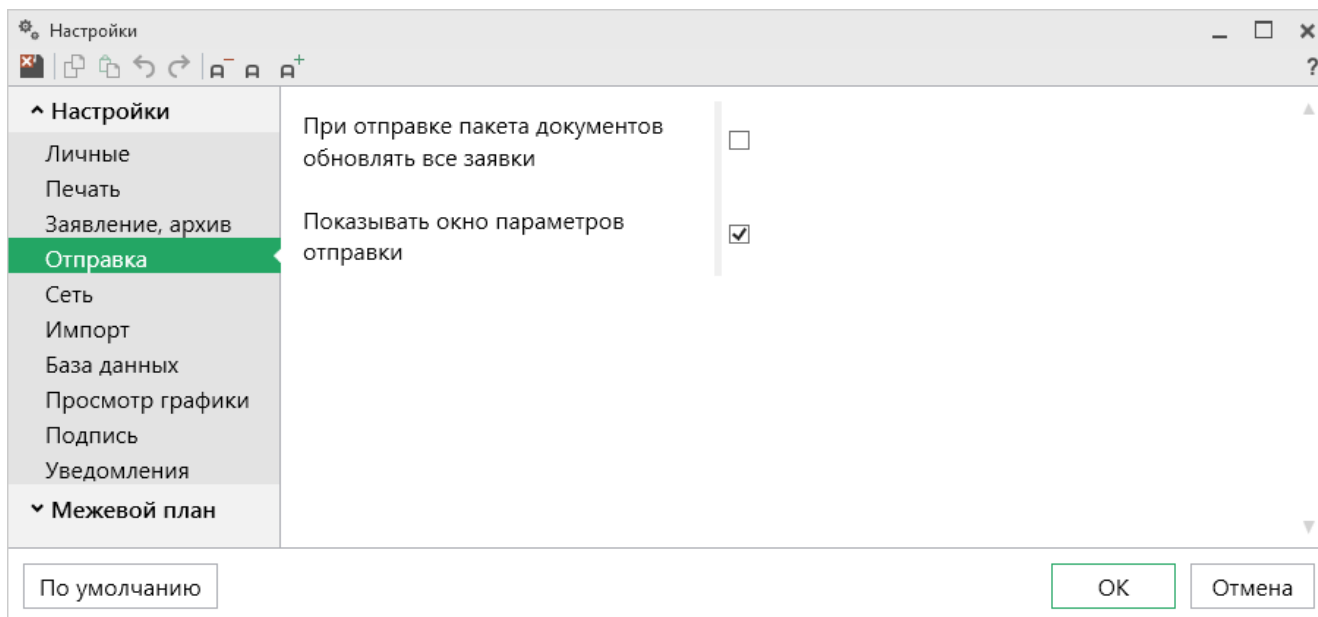 Настройки
?
Настройки
Личные
Печать
Заявление, архив
Отправка
Сеть
Импорт
База данных
Просмотр графики
Подпись
Уведомления
Межевой план
При отправке пакета документов
обновлять все заявки
Показывать окно параметров
отправки
По умолчанию
ОК
Отмена